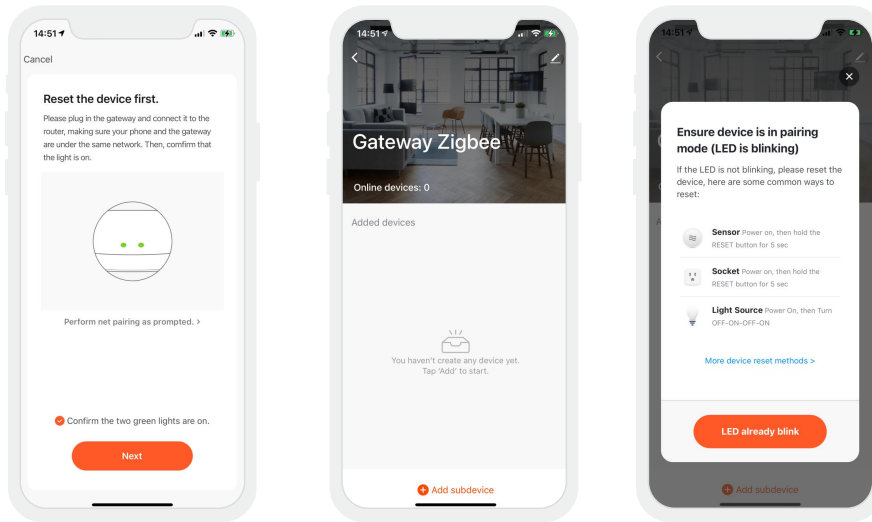 14:51
Cancel
Reset the device first.
Please plug in the gateway and connect it to the
router, making sure your phone and the gateway
are under the same network. Then, comfirm that
the light is on.
Perform net pairing as prompted. >
Confirm the two green lights are on.
Next
14:51
Gateway Zigbee
Online devices: 0
Added devices
You haven't create any device yet.
Tap 'Add' to start.
Add subdevice
14:51
Ensure device is in pairing
mode (LED is blinking)
If the LED is not blinking, please reset the
device, here are some common ways to
reset:
Sensor Power on, then hold the
RESET button for 5 sec
Socket Power on, then hold the
RESET button for 5 sec
Light Source Power On, then Turn
OFF-ON-OFF-ON
More device reset methods >
LED already blink
Add subdevice